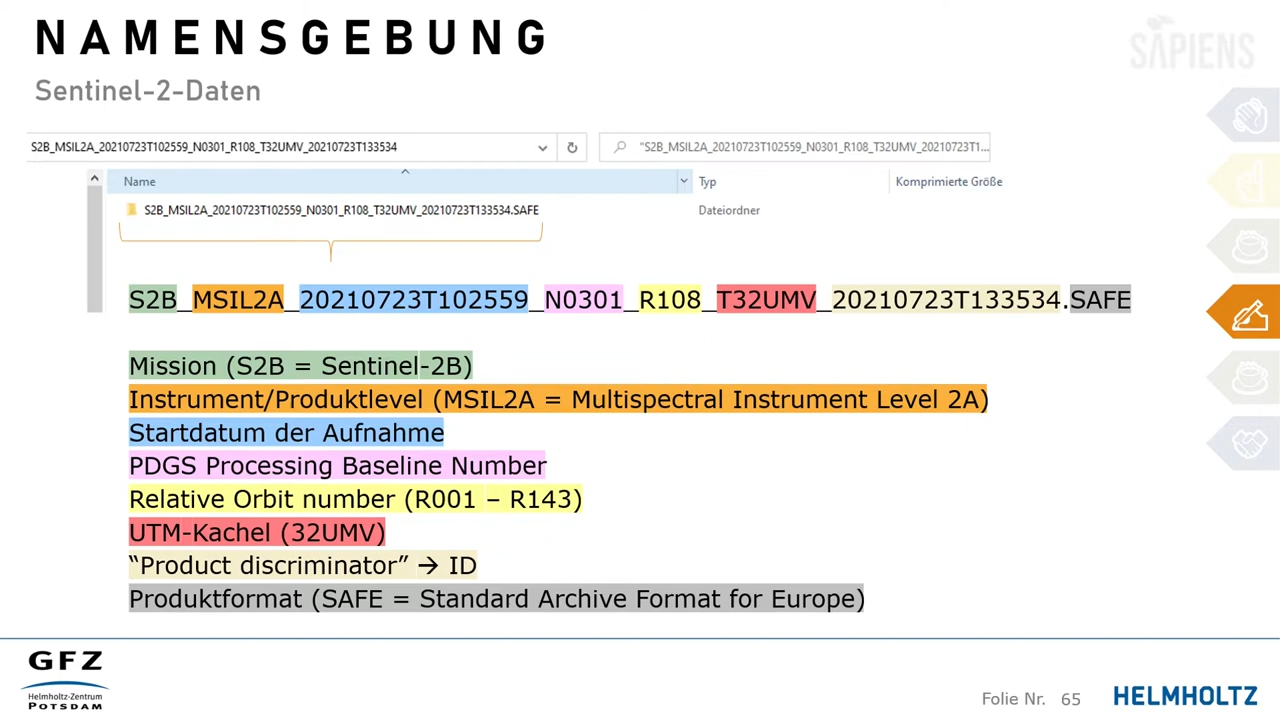 NAMENSGEBUNG
SAPIENS
Sentinel-2-Daten
S2B_MSIL2A_20210723T102559_N0301_R108_T32UMV_20210723T133534
"S2B_MSIL2A_20210723T102559_N0301_R108_T32UMV_20210723T1...
Name Typ Komprimierte Größe
S2B_MSIL2A_20210723T102559_N0301_R108_T32UMV_20210723T133534.SAFE Dateiordner
S2B_MSIL2A_20210723T102559_N0301_R108_T32UMV_20210723T133534.SAFE
Mission (S2B = Sentinel-2B)
Instrument/Produktlevel (MSIL2A = Multispectral Instrument Level 2A)
Startdatum der Aufnahme
PDGS Processing Baseline Number
Relative Orbit number (R001 – R143)
UTM-Kachel (32UMV)
“Product discriminator” → ID
Produktformat (SAFE = Standard Archive Format for Europe)
GFZ
Helmholtz-Zentrum
POTSDAM
Folie Nr. 65
HELMHOLTZ